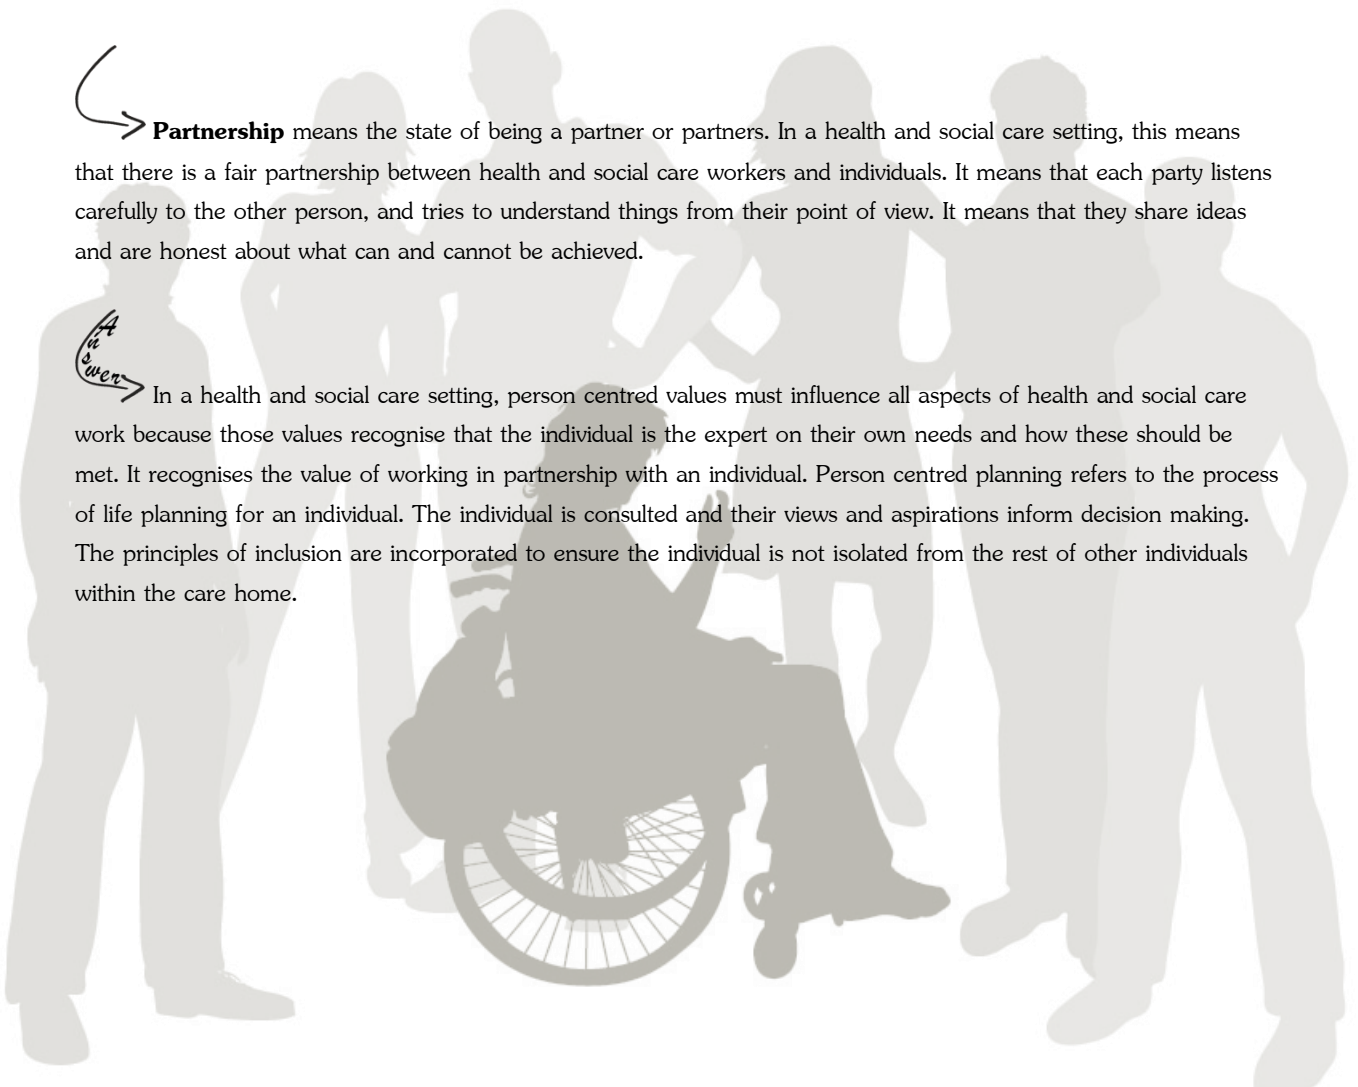 Partnership means the state of being a partner or partners. In a health and social care setting, this means
that there is a fair partnership between health and social care workers and individuals. It means that each party listens
carefully to the other person, and tries to understand things from their point of view. It means that they share ideas
and are honest about what can and cannot be achieved.
Answer
In a health and social care setting, person centred values must influence all aspects of health and social care
work because those values recognise that the individual is the expert on their own needs and how these should be
met. It recognises the value of working in partnership with an individual. Person centred planning refers to the process
of life planning for an individual. The individual is consulted and their views and aspirations inform decision making.
The principles of inclusion are incorporated to ensure the individual is not isolated from the rest of other individuals
within the care home.